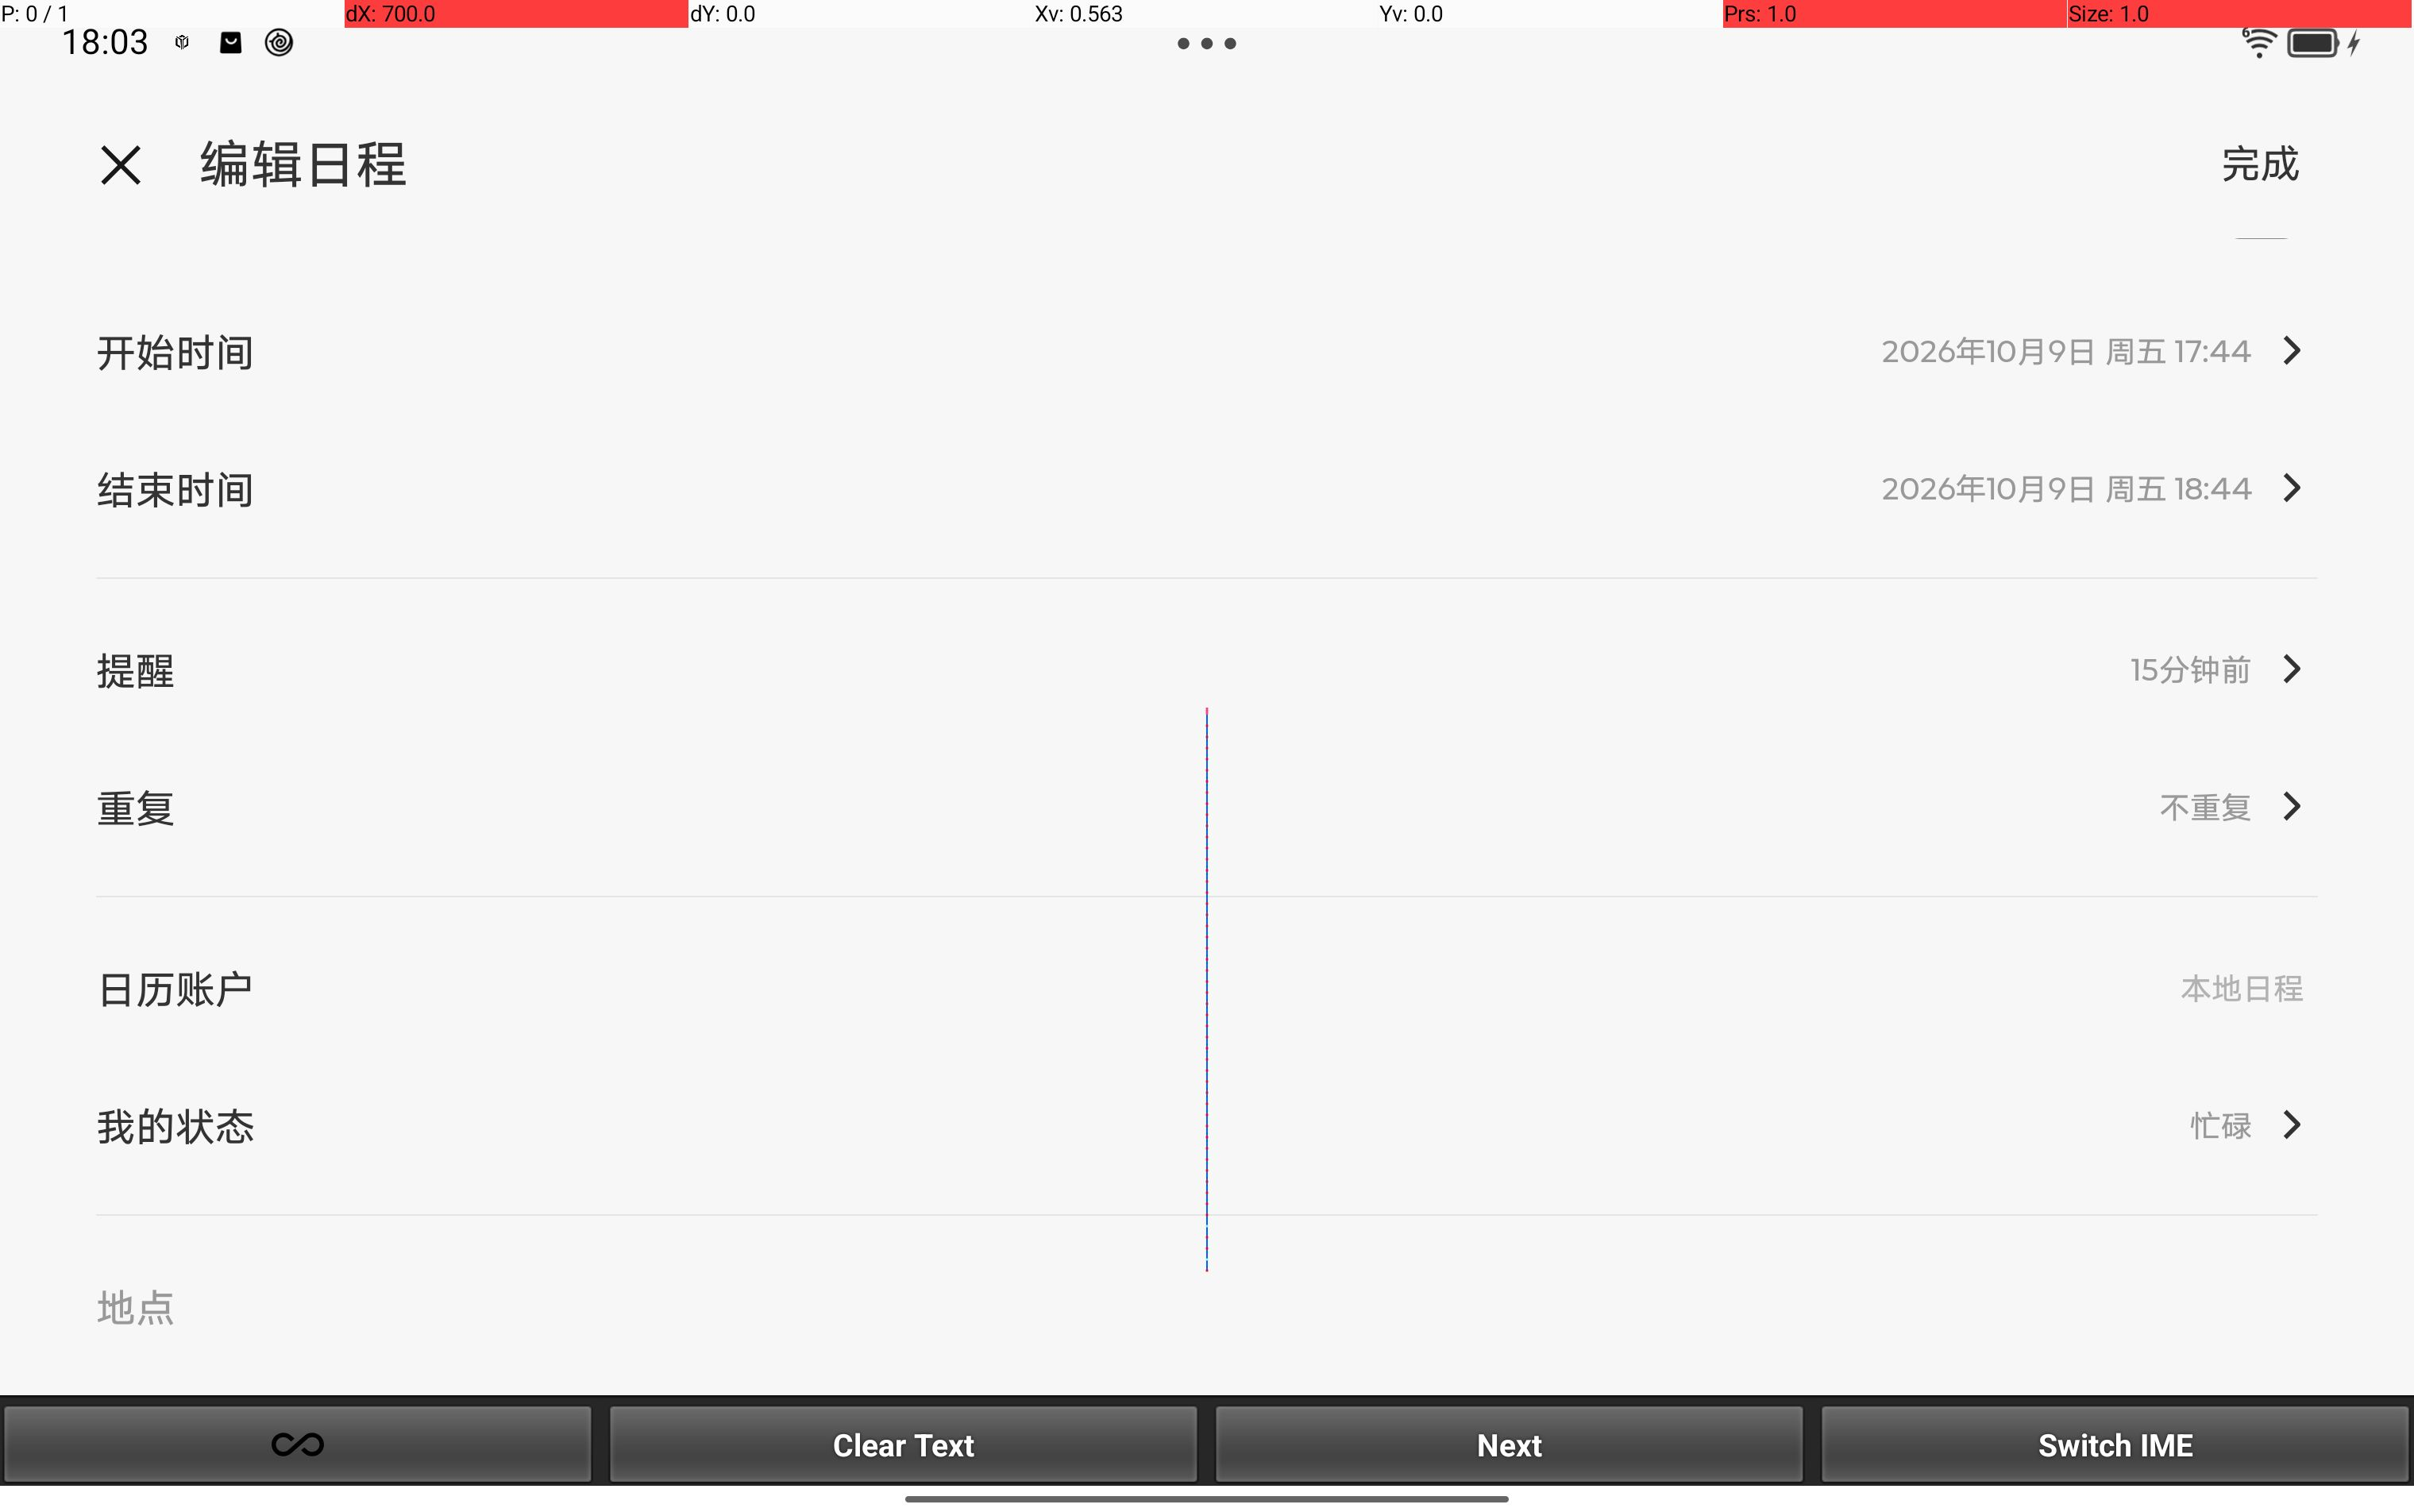 P: 0 / 1 dX: 700.0 dY: 0.0 Xv: 0.563 Yv: 0.0 Prs: 1.0 Size: 1.0
18:03 6
编辑日程 完成
开始时间 2026年10月9日 周五 17:44
结束时间 2026年10月9日 周五 18:44
提醒 15分钟前
重复 不重复
日历账户 本地日程
我的状态 忙碌
地点
Clear Text Next Switch IME